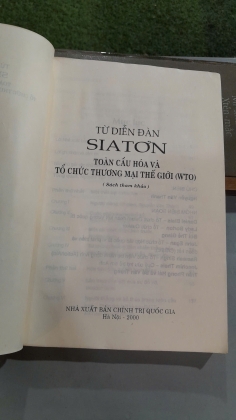 TỪ DIỄN ĐÀN
SIATƠN
TOÀN CẦU HÓA VÀ
TỔ CHỨC THƯƠNG MẠI THẾ GIỚI (WTO)
( Sách tham khảo )
NHÀ XUẤT BẢN CHÍNH TRỊ QUỐC GIA
Hà Nội - 2000